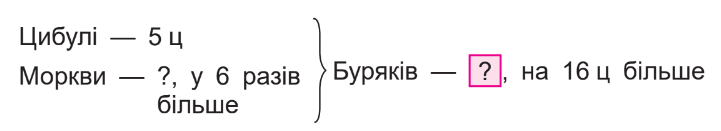 Цибулі — 5 ц
Моркви — ?, у 6 разів
більше
Буряків — ?, на 16 ц більше